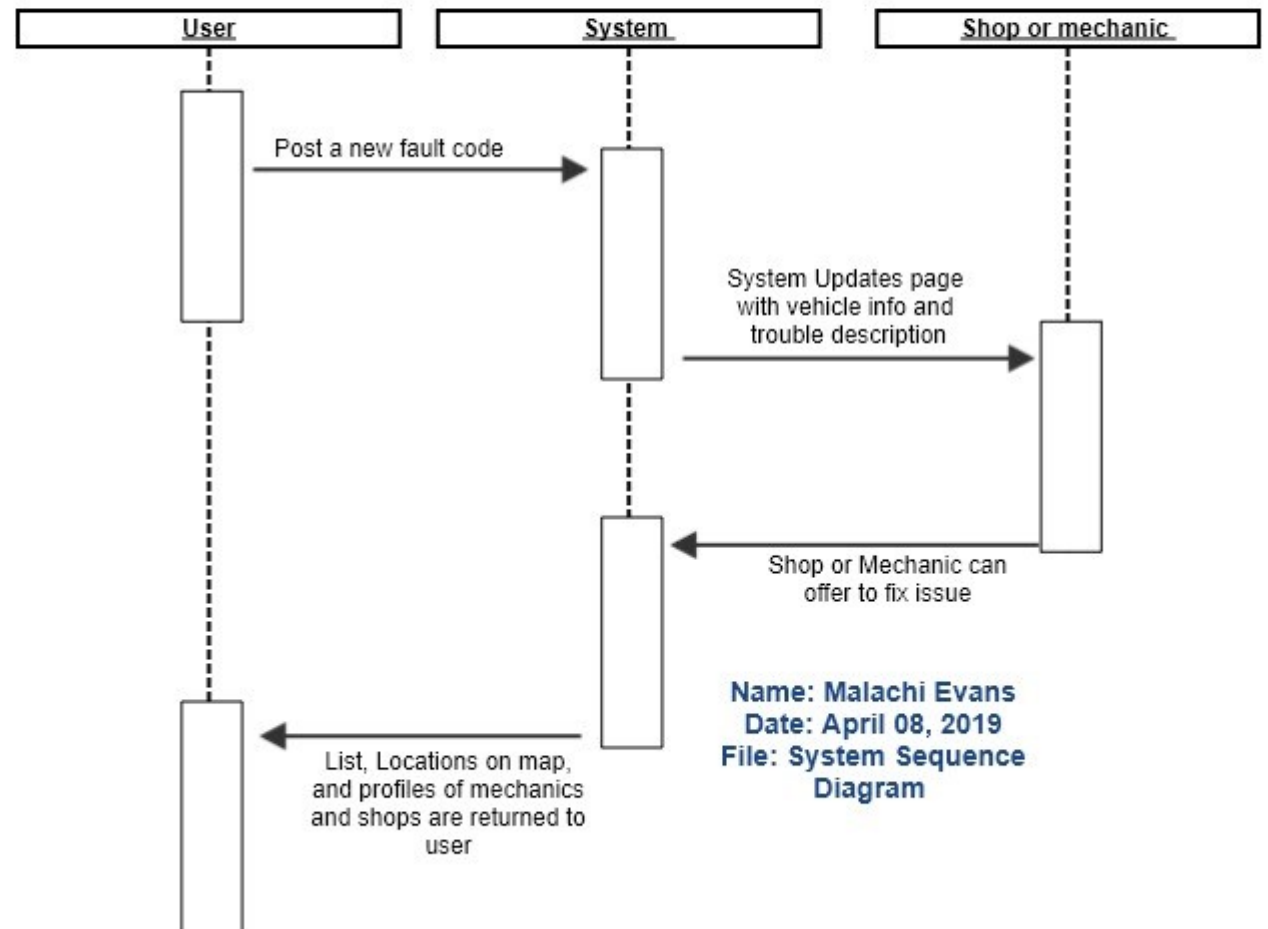 User
System
Shop or mechanic
Post a new fault code
System Updates page
with vehicle info and
trouble description
Shop or Mechanic can
offer to fix issue
Name: Malachi Evans
Date: April 08, 2019
File: System Sequence
Diagram
List, Locations on map,
and profiles of mechanics
and shops are returned to
user